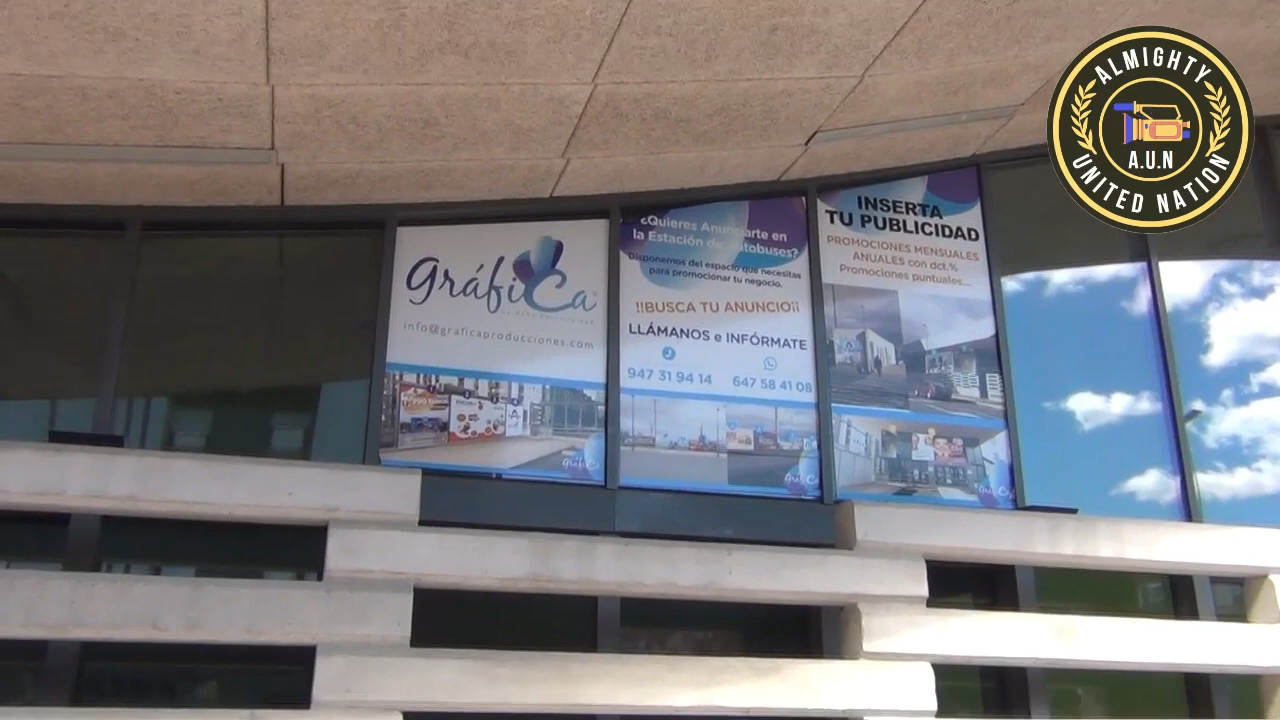 ALMIGHTY
A.U.N
UNITED NATION
GráfiCa
info@graficaproducciones.com
¿Quieres Anunciarte en
la Estación de Autobuses?
Disponemos del espacio que necesitas
para promocionar tu negocio.
!!BUSCA TU ANUNCIO¡¡
LLÁMANOS e INFÓRMATE
947 31 94 14
647 58 41 08
INSERTA
TU PUBLICIDAD
PROMOCIONES MENSUALES
ANUALES con dct.%
Promociones puntuales...